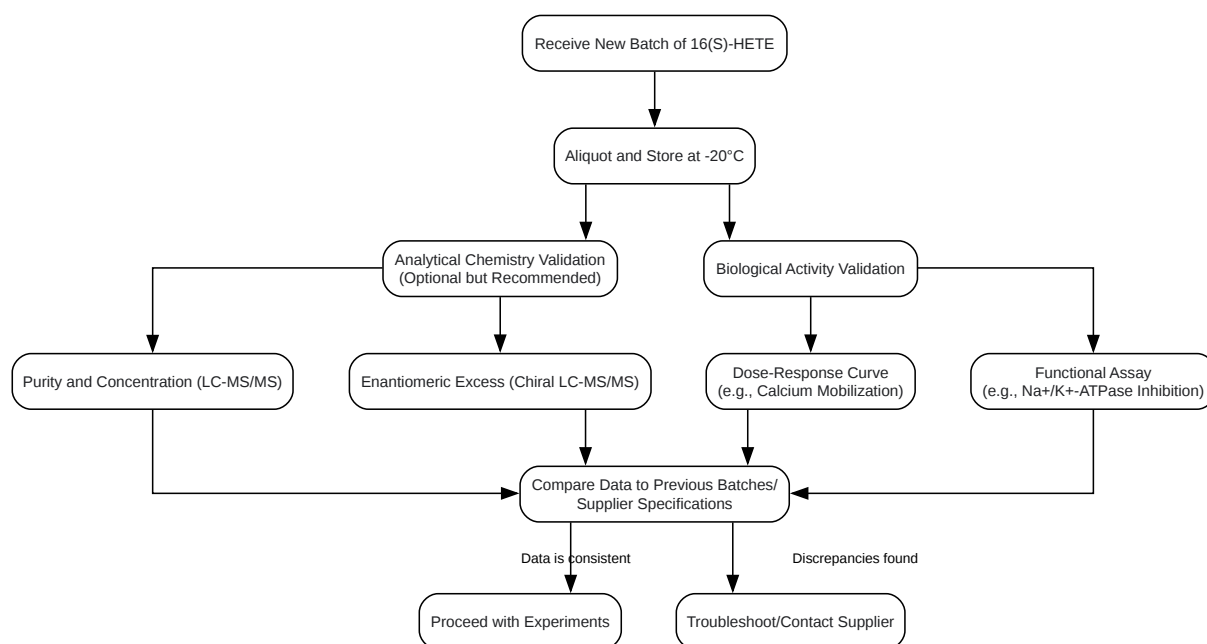 Receive New Batch of 16(S)-HETE
Aliquot and Store at -20°C
Analytical Chemistry Validation
(Optional but Recommended)
Biological Activity Validation
Purity and Concentration (LC-MS/MS)
Enantiomeric Excess (Chiral LC-MS/MS)
Dose-Response Curve
(e.g., Calcium Mobilization)
Functional Assay
(e.g., Na+/K+-ATPase Inhibition)
Compare Data to Previous Batches/
Supplier Specifications
Data is consistent
Discrepancies found
Proceed with Experiments
Troubleshoot/Contact Supplier